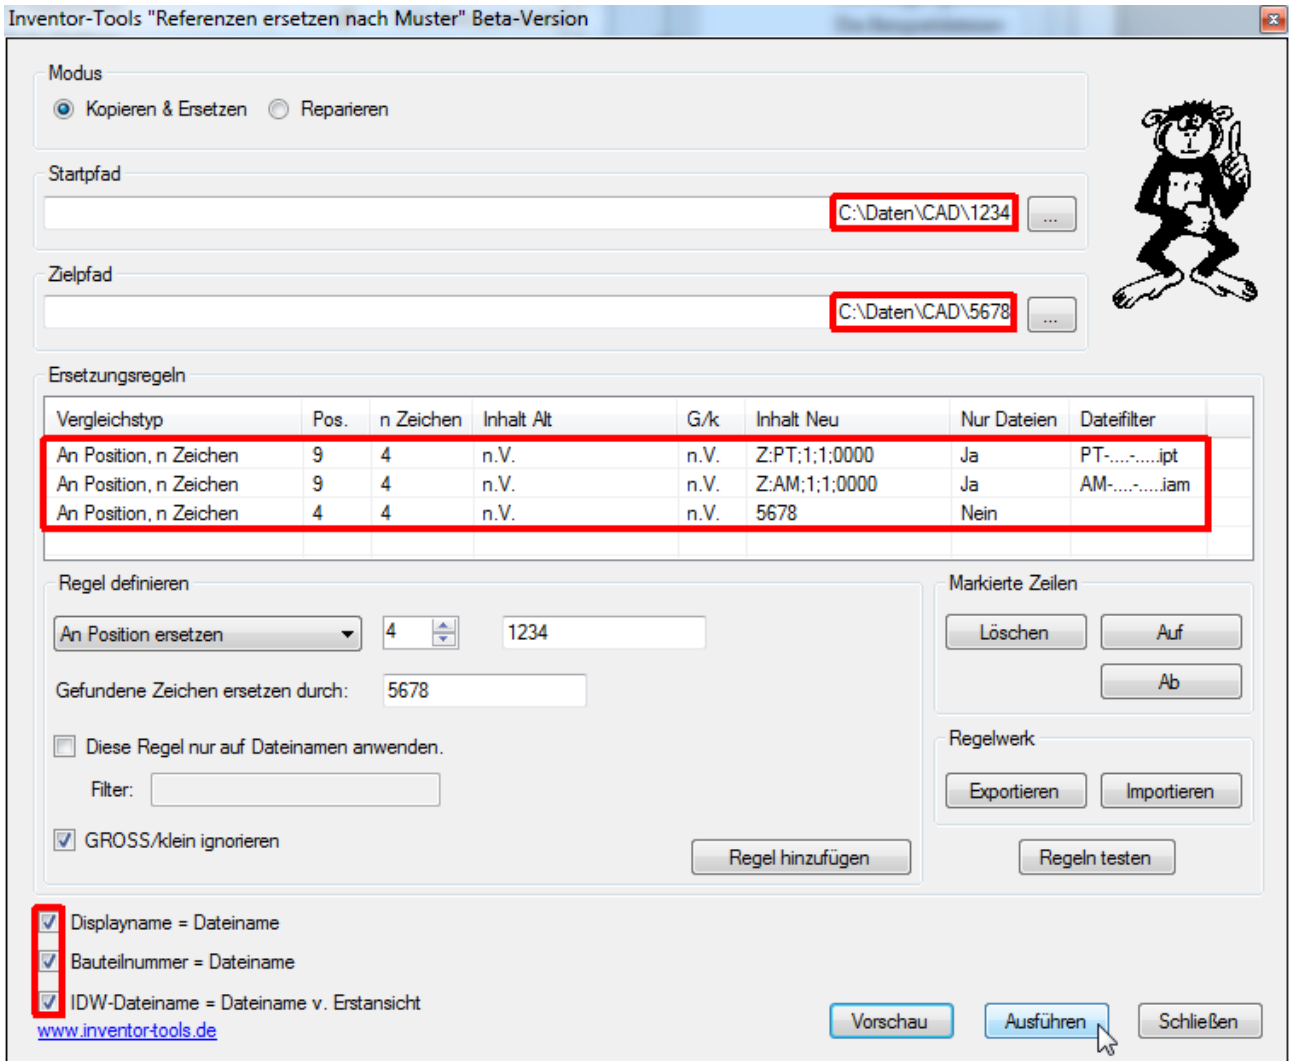 Inventor-Tools "Referenzen ersetzen nach Muster" Beta-Version
Modus
Kopieren & Ersetzen Reparieren
Startpfad
C:\Daten\CAD\1234 ...
Zielpfad
C:\Daten\CAD\5678 ...
Ersetzungsregeln
Vergleichstyp Pos. n Zeichen Inhalt Alt G/k Inhalt Neu Nur Dateien Dateifilter
An Position, n Zeichen 9 4 n.V. n.V. Z:PT;1;1;0000 Ja PT-....-.....ipt
An Position, n Zeichen 9 4 n.V. n.V. Z:AM;1;1;0000 Ja AM-....-.....iam
An Position, n Zeichen 4 4 n.V. n.V. 5678 Nein
Regel definieren
An Position ersetzen 4 1234
Gefundene Zeichen ersetzen durch: 5678
Diese Regel nur auf Dateinamen anwenden.
Filter:
GROSS/klein ignorieren
Regel hinzufügen
Markierte Zeilen
Löschen Auf
Ab
Regelwerk
Exportieren Importieren
Regeln testen
Displayname = Dateiname
Bauteilnummer = Dateiname
IDW-Dateiname = Dateiname v. Erstansicht
www.inventor-tools.de
Vorschau Ausführen Schließen